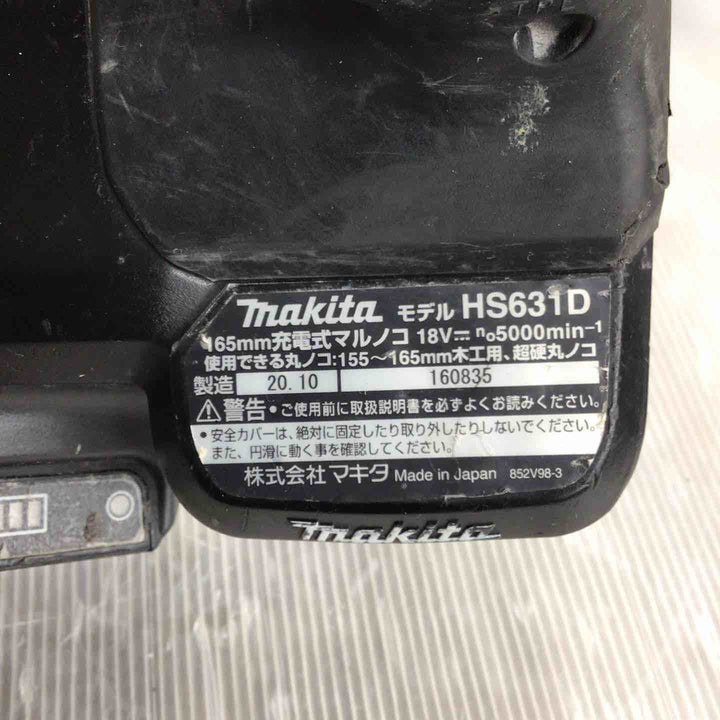 makita モデル HS631D
165mm充電式マルノコ 18V⎓ n₀5000min⁻¹
使用できる丸ノコ:155～165mm木工用、超硬丸ノコ
製造 20.10 160835
⚠警告・ご使用前に取扱説明書を必ずよくお読みください。
・安全カバーは、絶対に固定したり取り外したりしないでください。
また、円滑に動く事を確認してください。
株式会社 マキタ Made in Japan 852V98-3
makita